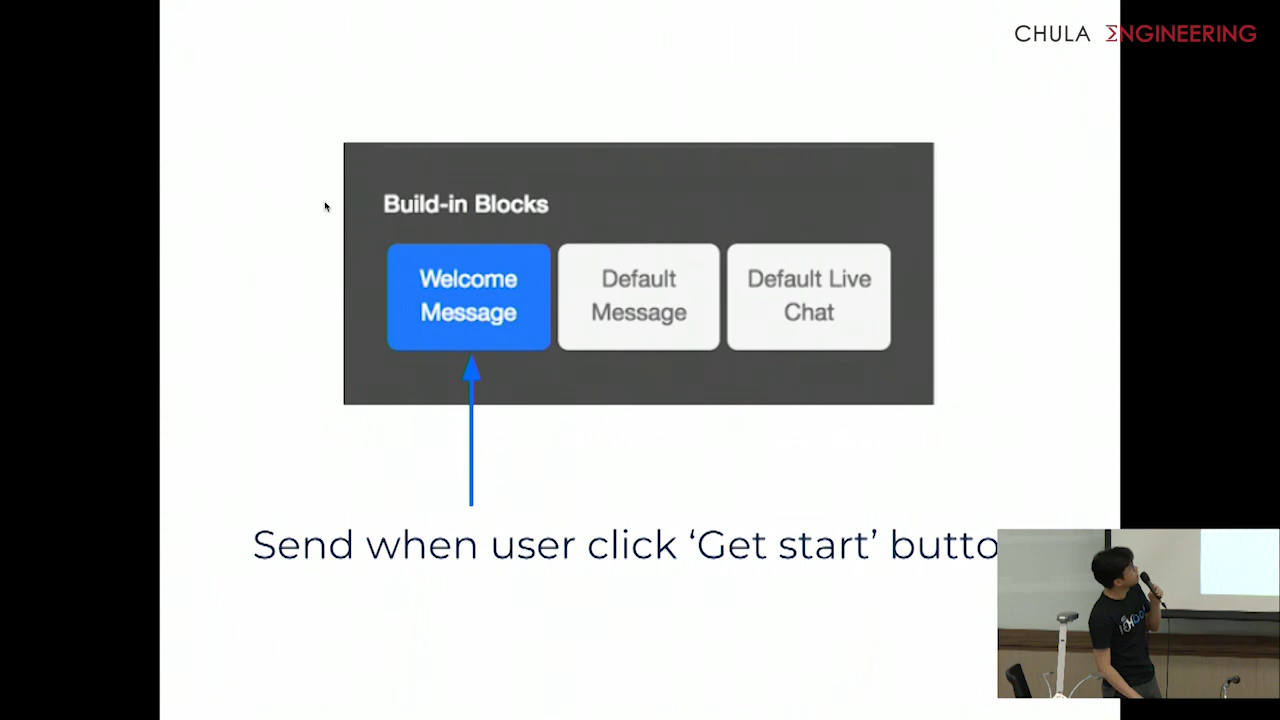 CHULA ΣNGINEERING
Build-in Blocks
Welcome
Message
Default
Message
Default Live
Chat
Send when user click ‘Get start’ butto